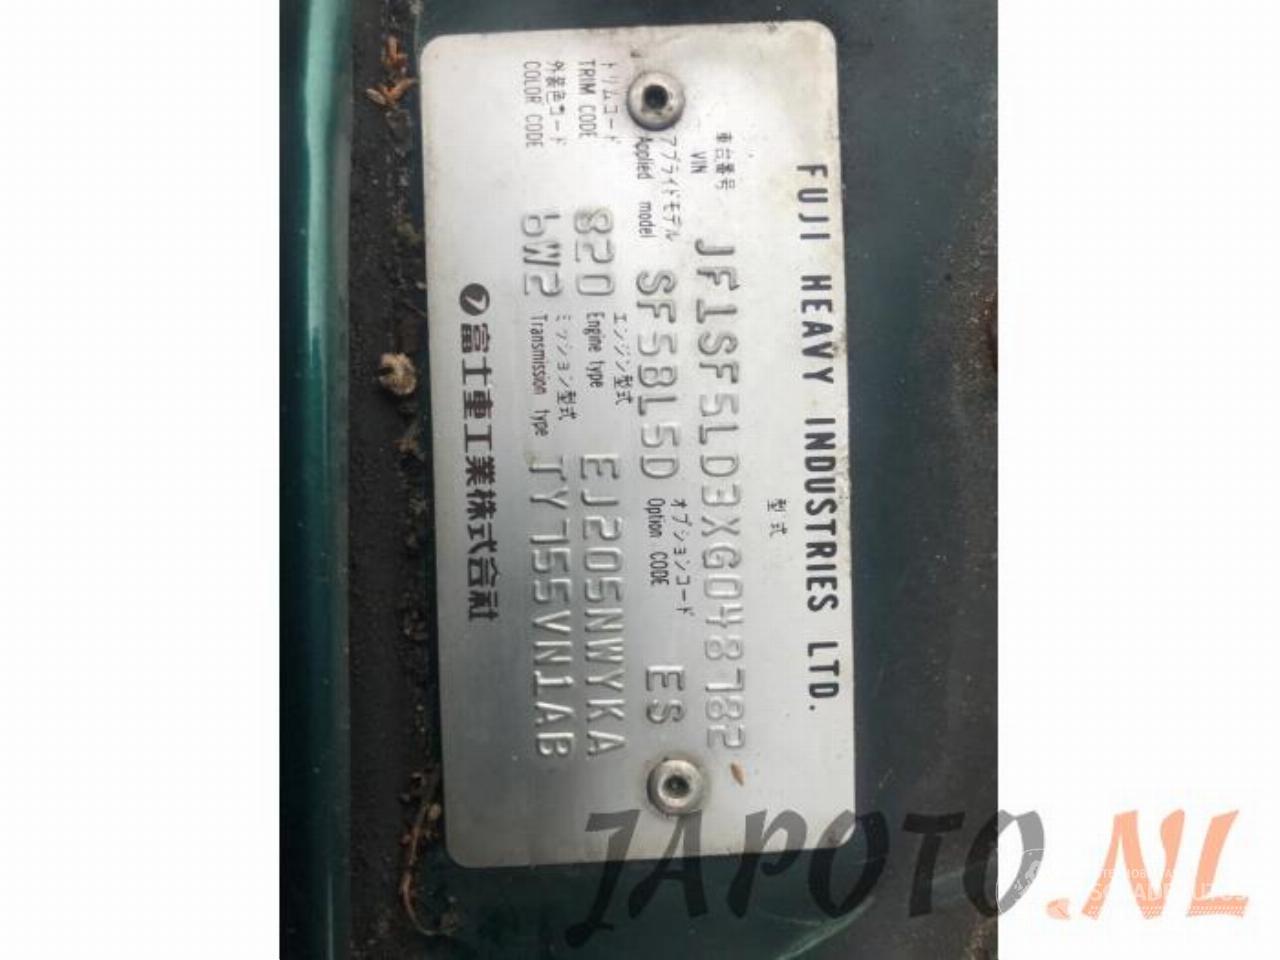 FUJI HEAVY INDUSTRIES LTD.
型式
車台番号
VIN JF1SF5LD3XG048782
アプライドモデル オプションコード
Applied model SF5BL5D Option CODE ES
トリムコード エンジン型式
TRIM CODE 820 Engine type EJ205NWYKA
外装色コード ミッション型式
COLOR CODE 6W2 Transmission type TY755VN1AB
富士重工業株式会社
JAPOTO.NL